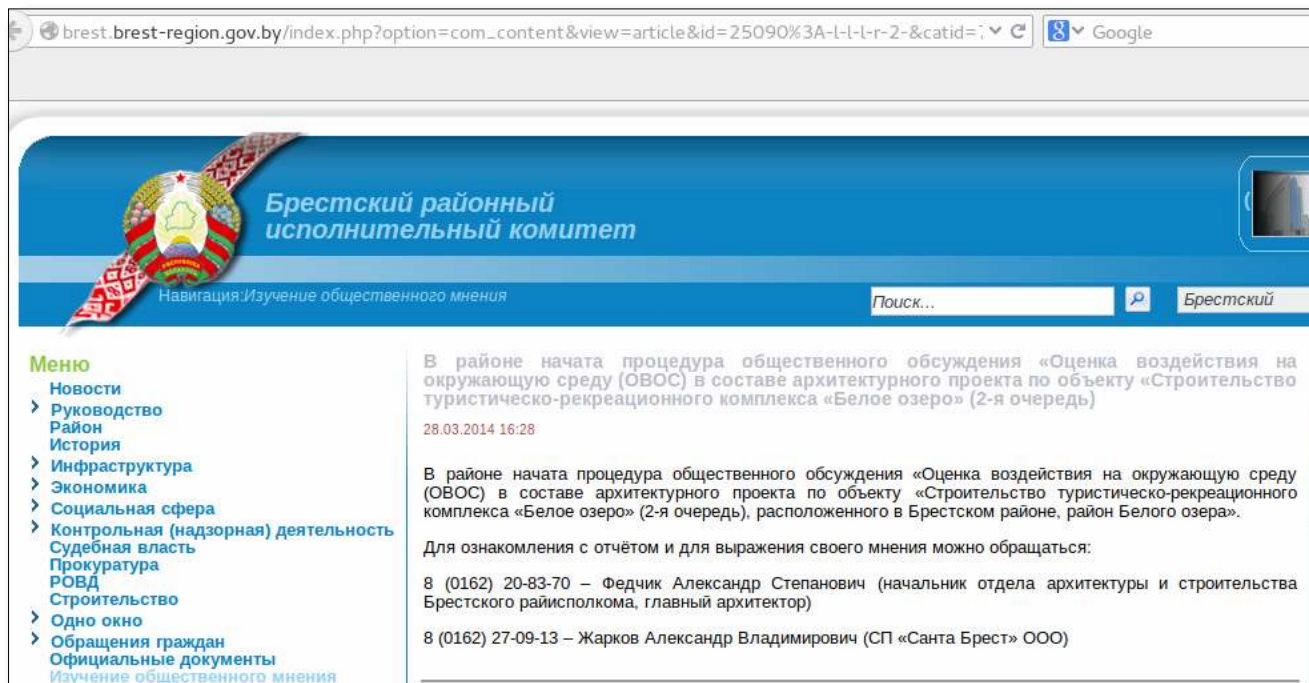 brest.brest-region.gov.by/index.php?option=com_content&view=article&id=25090%3A-l-l-l-r-2-&catid=
Google
Брестский районный
исполнительный комитет
Навигация:Изучение общественного мнения
Поиск...
Брестский
Меню
Новости
Руководство
Район
История
Инфраструктура
Экономика
Социальная сфера
Контрольная (надзорная) деятельность
Судебная власть
Прокуратура
РОВД
Строительство
Одно окно
Обращения граждан
Официальные документы
Изучение общественного мнения
В районе начата процедура общественного обсуждения «Оценка воздействия на
окружающую среду (ОВОС) в составе архитектурного проекта по объекту «Строительство
туристическо-рекреационного комплекса «Белое озеро» (2-я очередь)
28.03.2014 16:28
В районе начата процедура общественного обсуждения «Оценка воздействия на окружающую среду
(ОВОС) в составе архитектурного проекта по объекту «Строительство туристическо-рекреационного
комплекса «Белое озеро» (2-я очередь), расположенного в Брестском районе, район Белого озера».
Для ознакомления с отчётом и для выражения своего мнения можно обращаться:
8 (0162) 20-83-70 – Федчик Александр Степанович (начальник отдела архитектуры и строительства
Брестского райисполкома, главный архитектор)
8 (0162) 27-09-13 – Жарков Александр Владимирович (СП «Санта Брест» ООО)